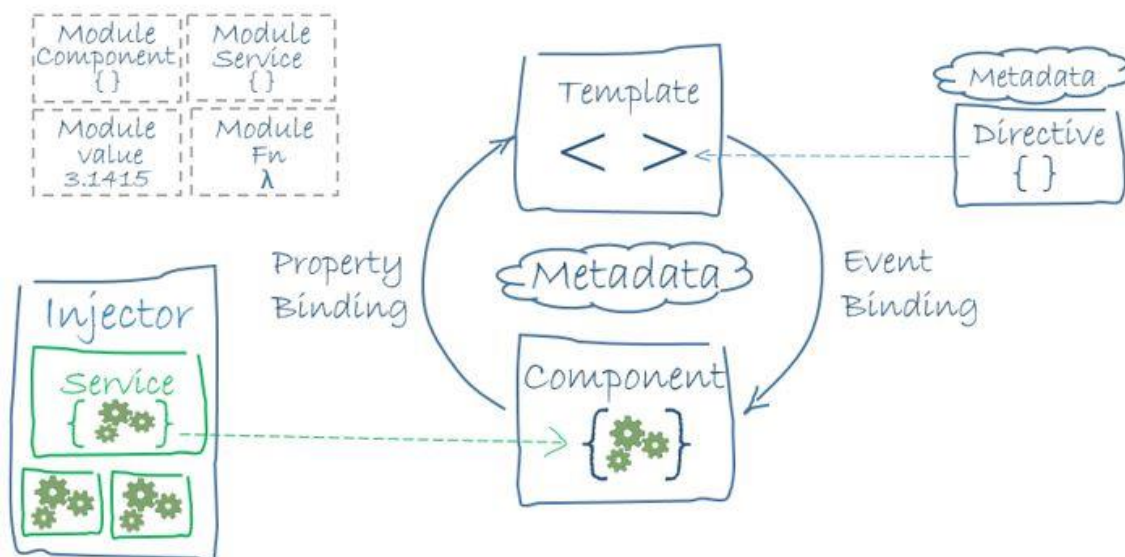 Module
Component
{ }
Module
Service
{ }
Module
value
3.1415
Module
Fn
λ
Template
< >
Metadata
Directive
{ }
Property
Binding
Metadata
Event
Binding
Injector
Service
{ }
Component
{ }